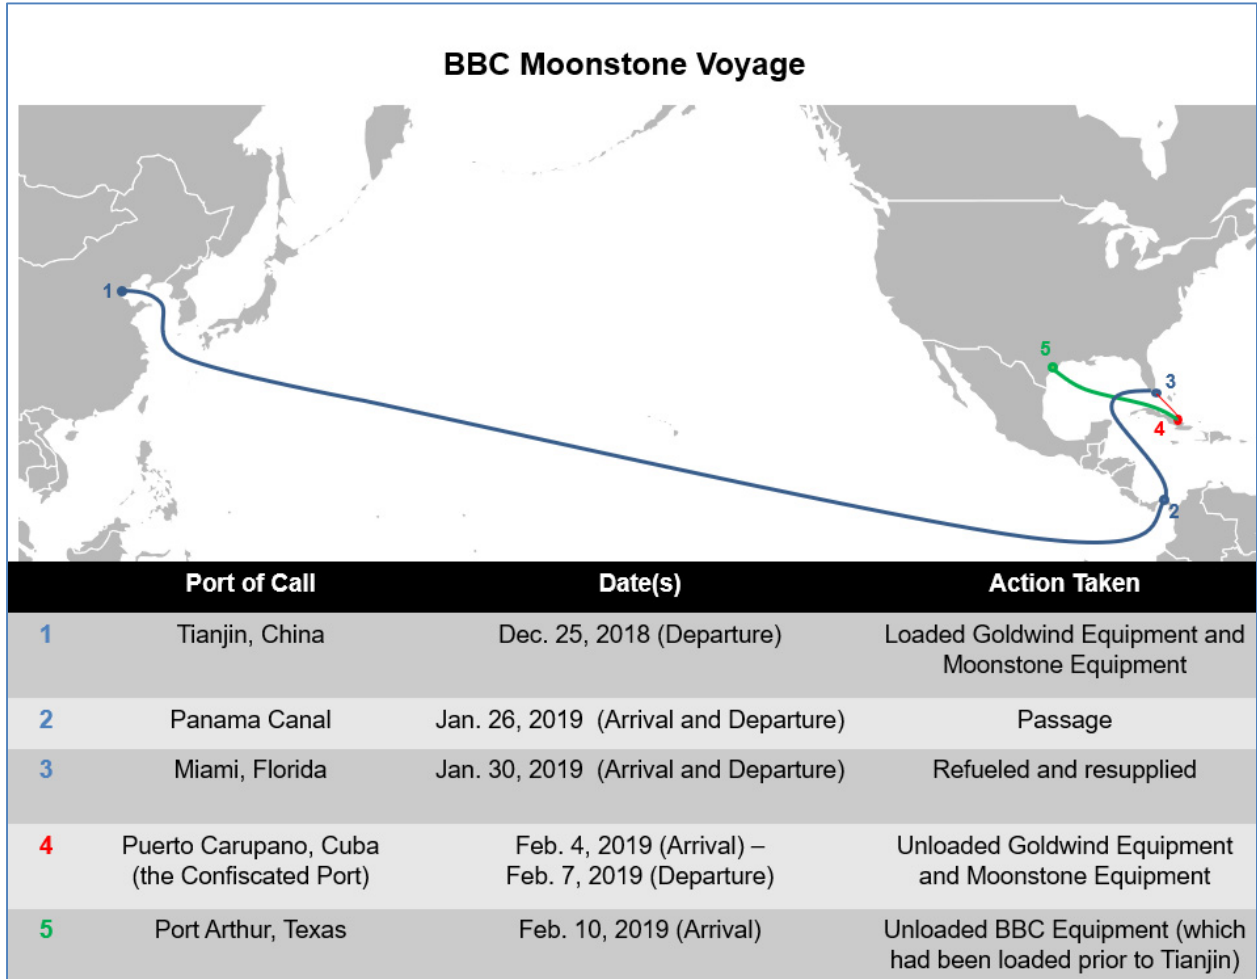 BBC Moonstone Voyage
1
5
3
4
2
Port of Call Date(s) Action Taken
1 Tianjin, China Dec. 25, 2018 (Departure) Loaded Goldwind Equipment and
Moonstone Equipment
2 Panama Canal Jan. 26, 2019 (Arrival and Departure) Passage
3 Miami, Florida Jan. 30, 2019 (Arrival and Departure) Refueled and resupplied
4 Puerto Carupano, Cuba Feb. 4, 2019 (Arrival) – Unloaded Goldwind Equipment
(the Confiscated Port) Feb. 7, 2019 (Departure) and Moonstone Equipment
5 Port Arthur, Texas Feb. 10, 2019 (Arrival) Unloaded BBC Equipment (which
had been loaded prior to Tianjin)